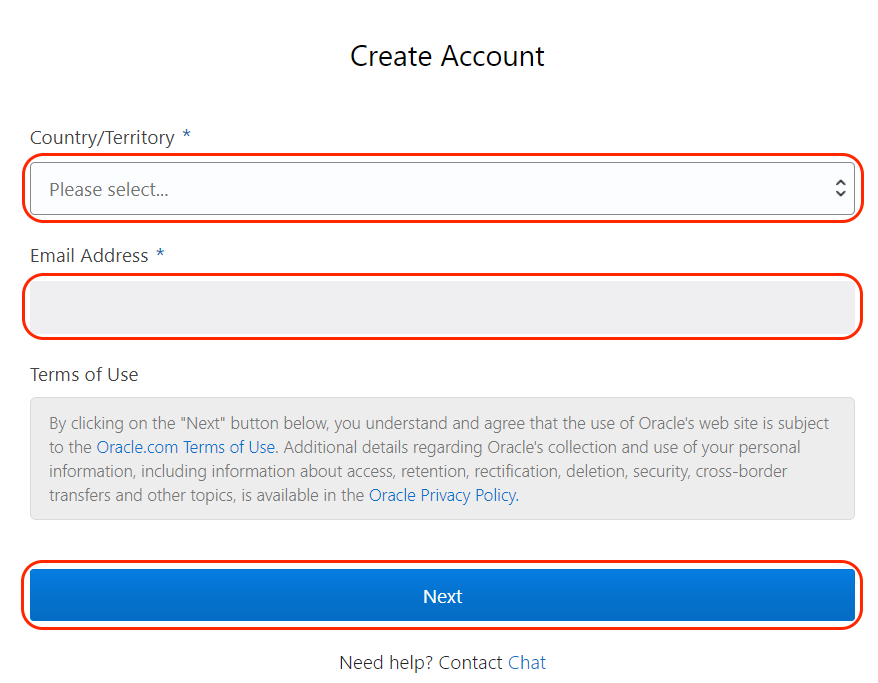 Create Account
Country/Territory *
Please select...
Email Address *
Terms of Use
By clicking on the "Next" button below, you understand and agree that the use of Oracle's web site is subject
to the Oracle.com Terms of Use. Additional details regarding Oracle's collection and use of your personal
information, including information about access, retention, rectification, deletion, security, cross-border
transfers and other topics, is available in the Oracle Privacy Policy.
Next
Need help? Contact Chat